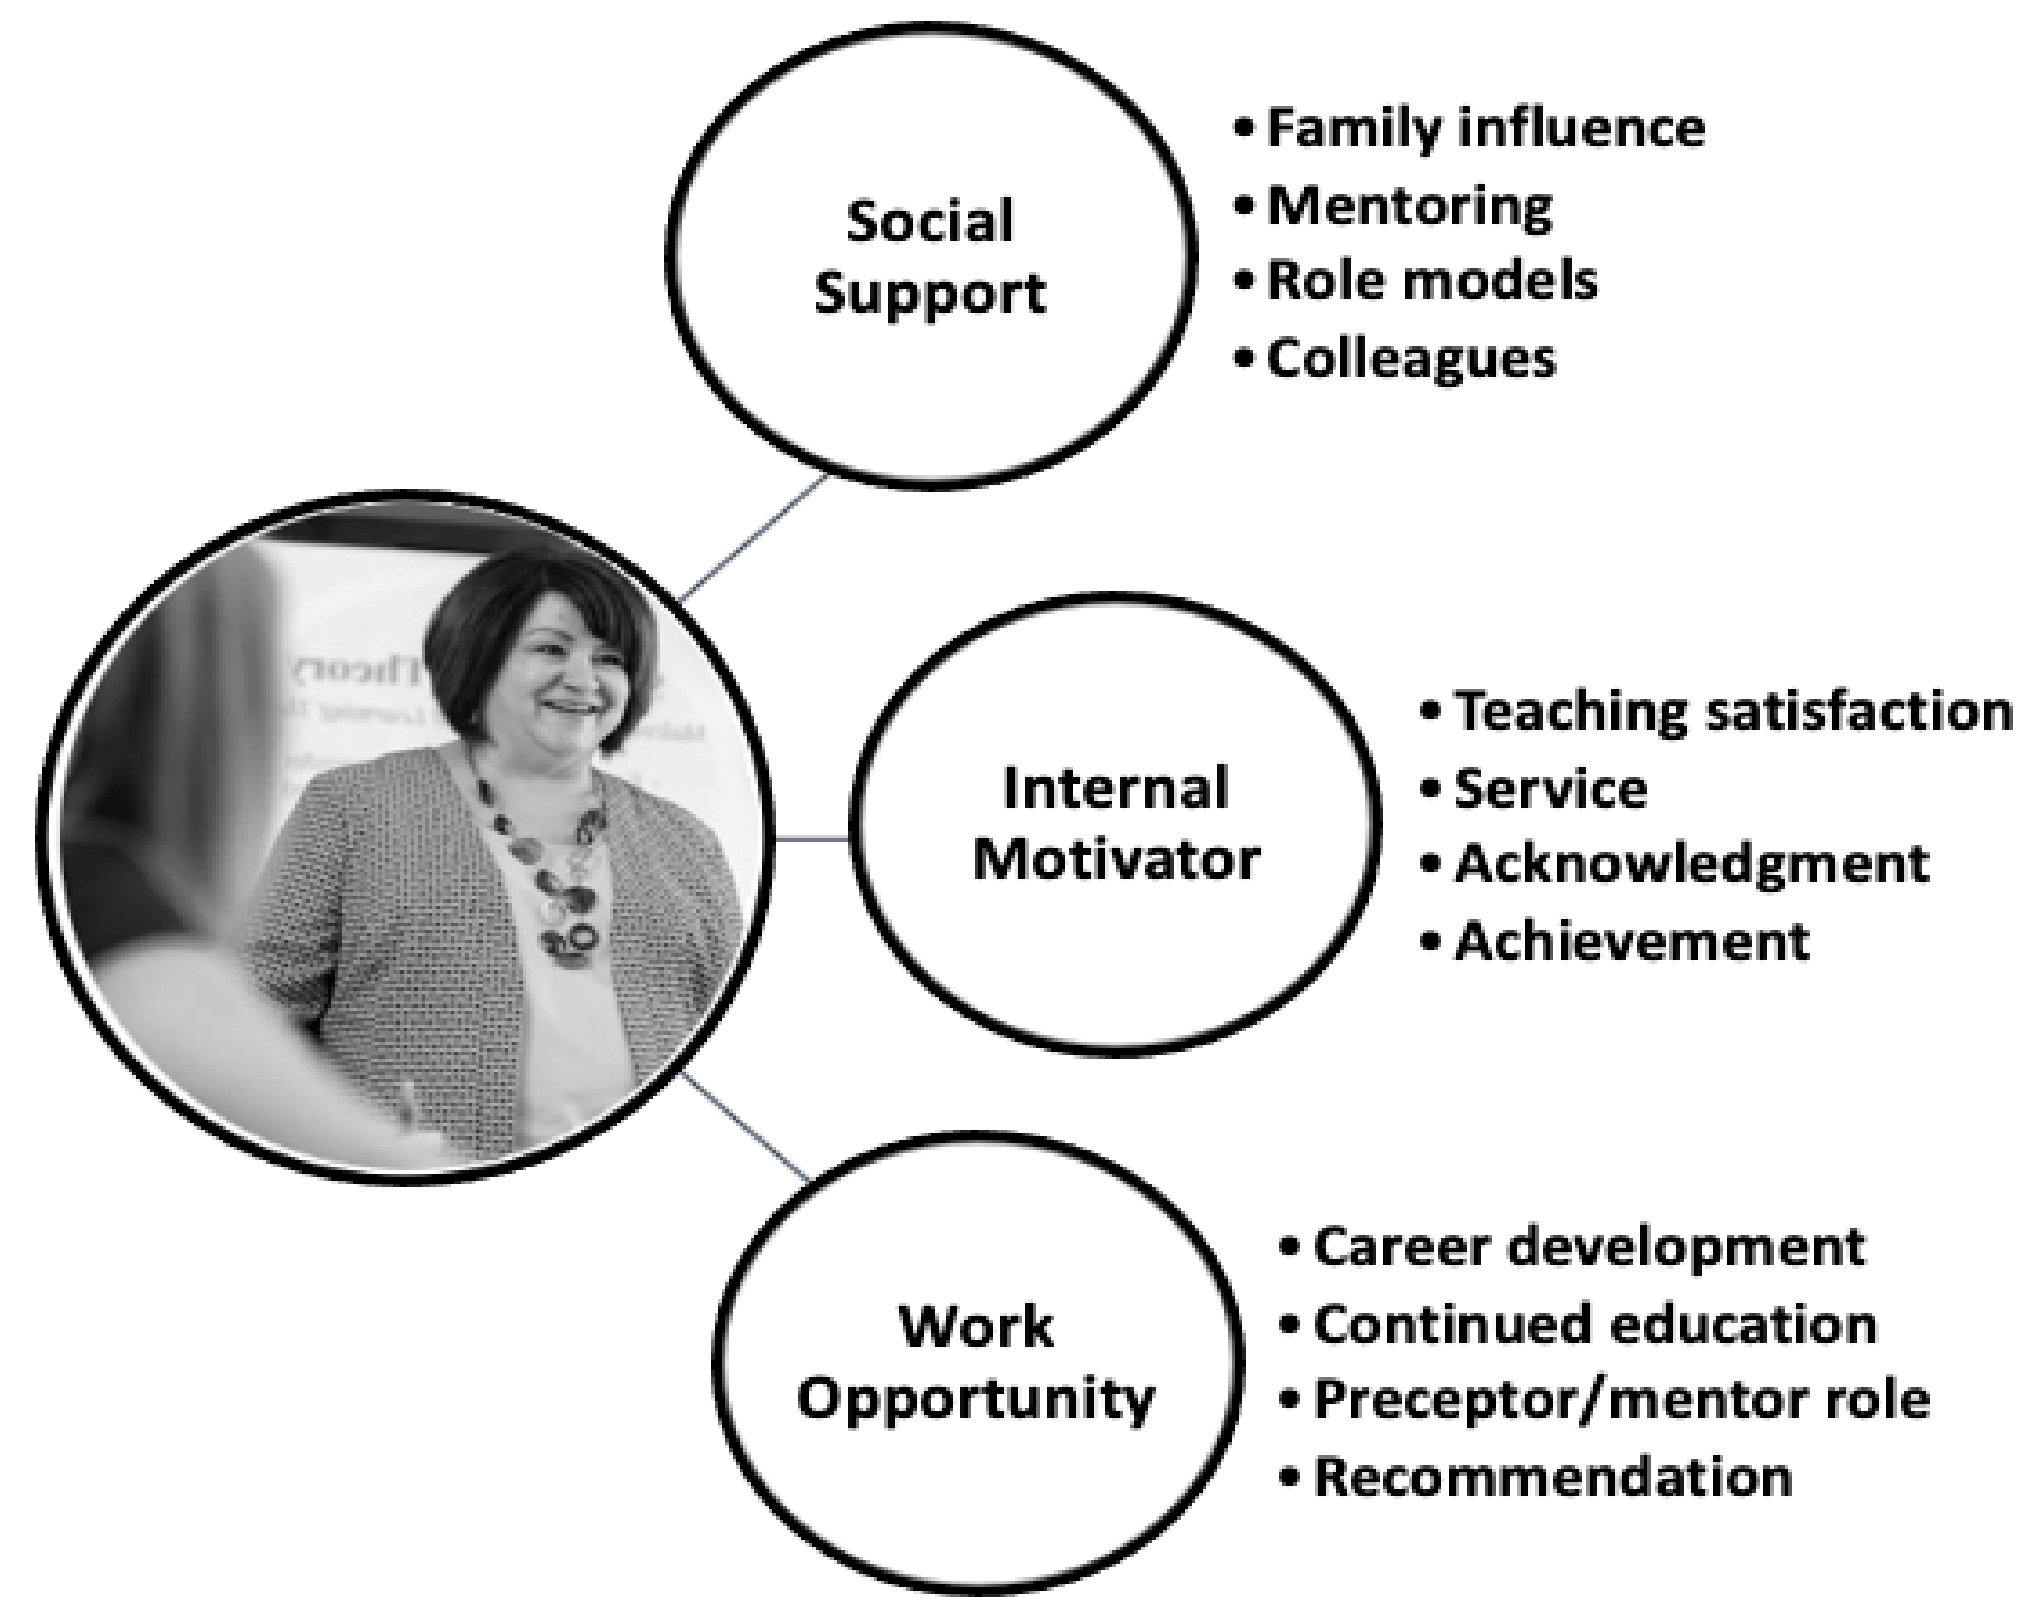 Social
Support
• Family influence
• Mentoring
• Role models
• Colleagues
Theory
Internal
Motivator
• Teaching satisfaction
• Service
• Acknowledgment
• Achievement
Work
Opportunity
• Career development
• Continued education
• Preceptor/mentor role
• Recommendation